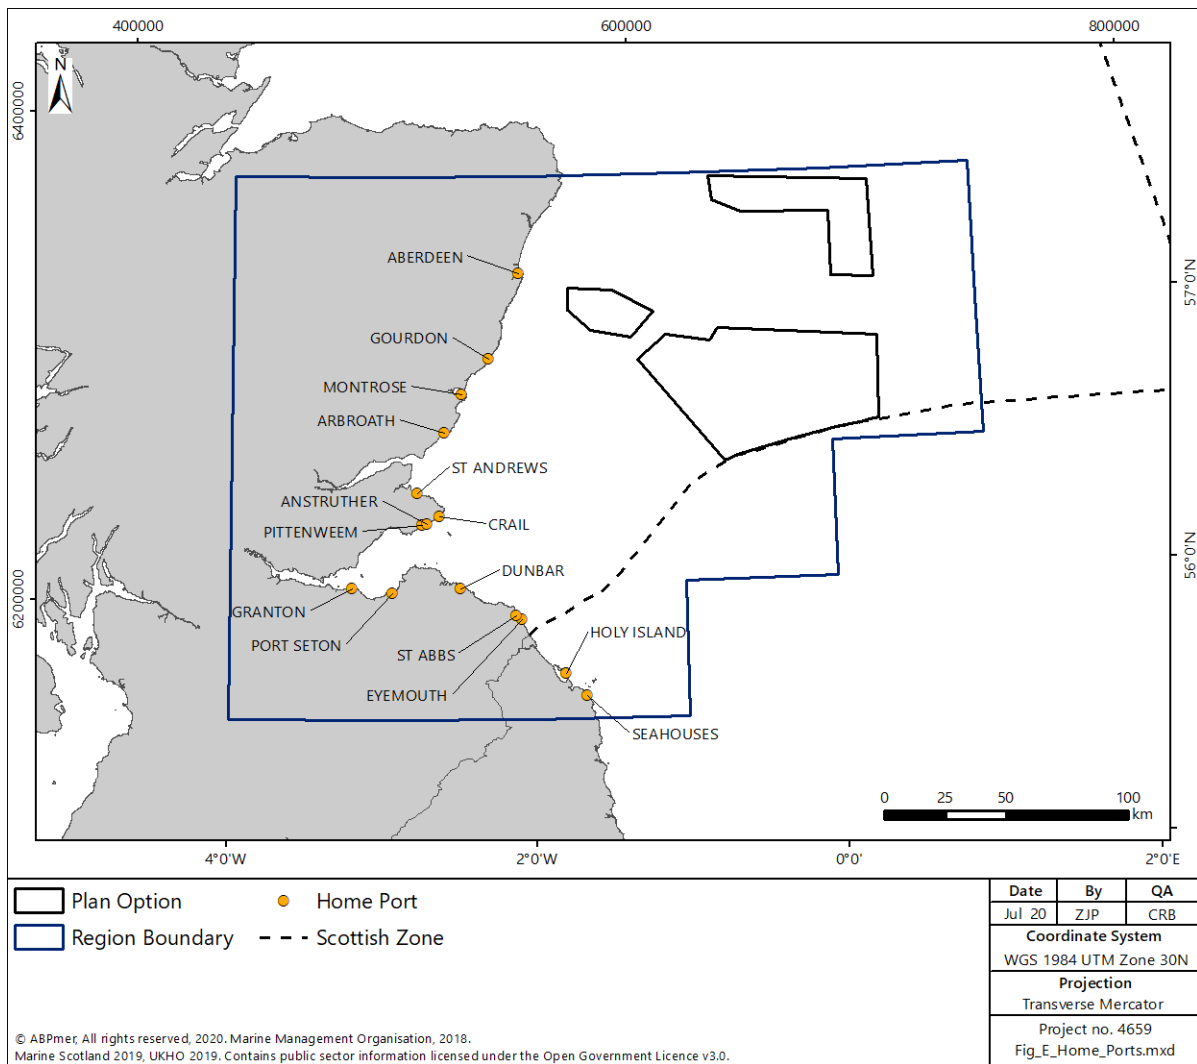 400000
600000
800000
N
6400000
6200000
57°0'N
56°0'N
ABERDEEN
GOURDON
MONTROSE
ARBROATH
ST ANDREWS
ANSTRUTHER
CRAIL
PITTENWEEM
DUNBAR
GRANTON
PORT SETON
HOLY ISLAND
ST ABBS
EYEMOUTH
SEAHOUSES
0 25 50 100
km
4°0'W
2°0'W
0°0'
2°0'E
Plan Option
Home Port
Region Boundary
Scottish Zone
Date By QA
Jul 20 ZJP CRB
Coordinate System
WGS 1984 UTM Zone 30N
Projection
Transverse Mercator
Project no. 4659
Fig_E_Home_Ports.mxd
© ABPmer, All rights reserved, 2020. Marine Management Organisation, 2018.
Marine Scotland 2019, UKHO 2019. Contains public sector information licensed under the Open Government Licence v3.0.